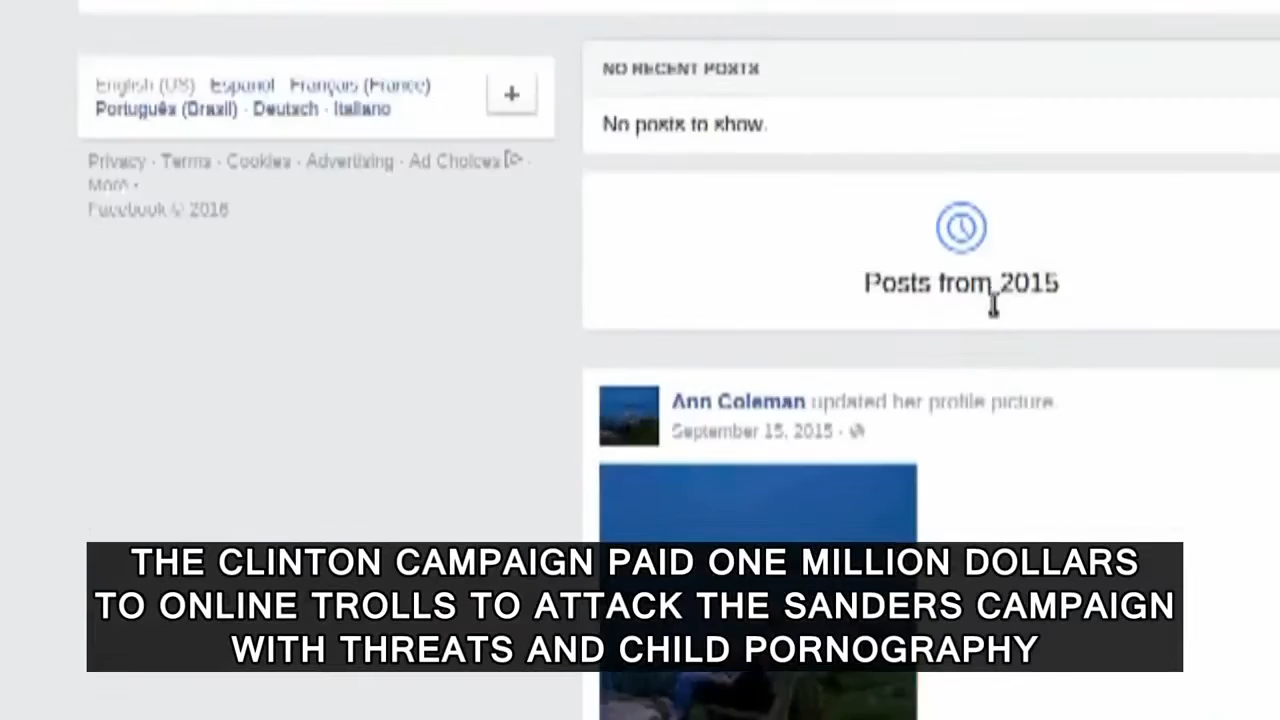 English (US) · Español · Français (France)
Português (Brasil) · Deutsch · Italiano
+
Privacy · Terms · Cookies · Advertising · Ad Choices ·
More ·
Facebook © 2016
NO RECENT POSTS
No posts to show.
Posts from 2015
Ann Coleman updated her profile picture.
September 15, 2015 ·
THE CLINTON CAMPAIGN PAID ONE MILLION DOLLARS
TO ONLINE TROLLS TO ATTACK THE SANDERS CAMPAIGN
WITH THREATS AND CHILD PORNOGRAPHY